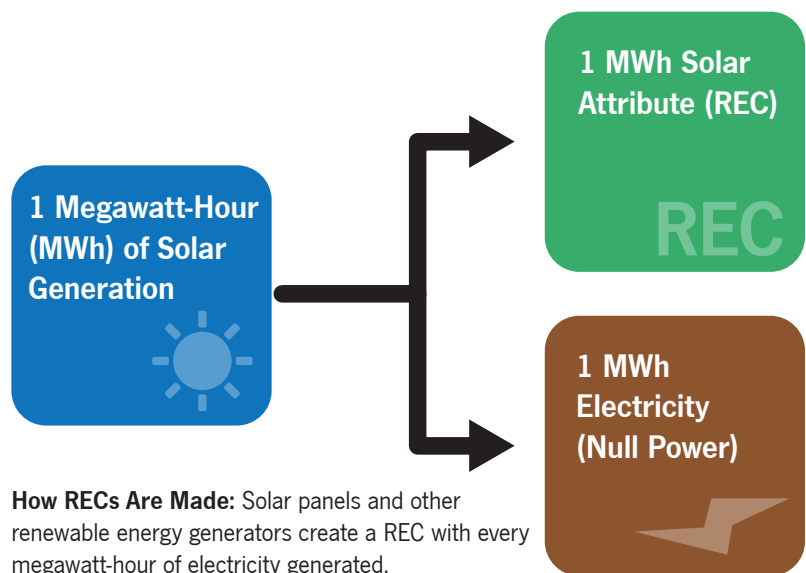 1 Megawatt-Hour
(MWh) of Solar
Generation
1 MWh Solar
Attribute (REC)
REC
1 MWh
Electricity
(Null Power)
How RECs Are Made: Solar panels and other
renewable energy generators create a REC with every
megawatt-hour of electricity generated.